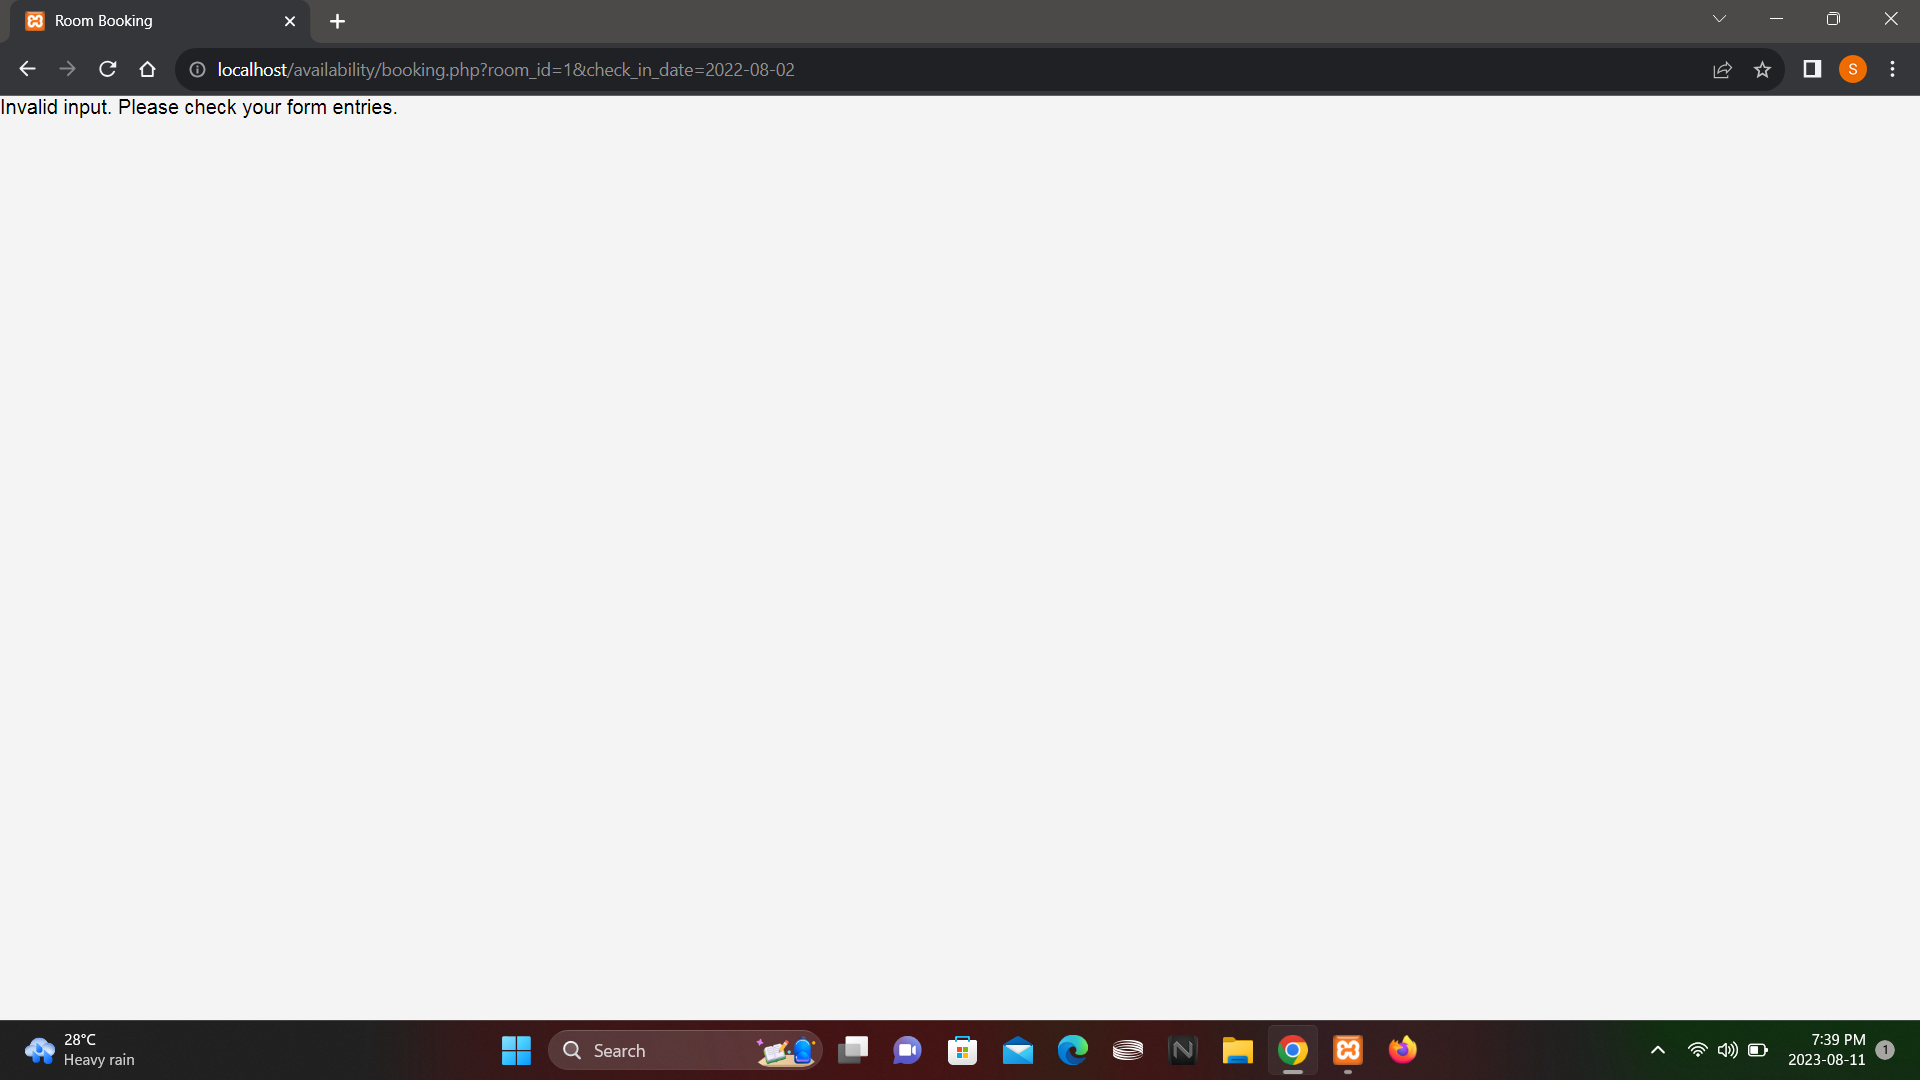 Room Booking
localhost/availability/booking.php?room_id=1&check_in_date=2022-08-02
S
Invalid input. Please check your form entries.
28°C
Heavy rain
Search
N
7:39 PM
2023-08-11
1